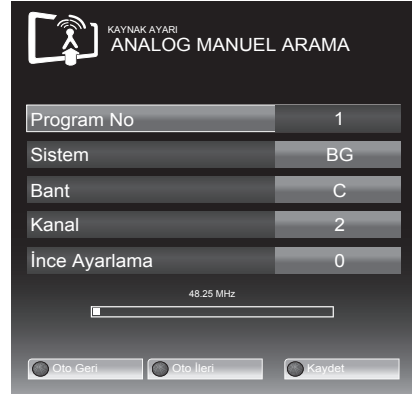 KAYNAK AYARI
ANALOG MANUEL ARAMA
Program No 1
Sistem BG
Bant C
Kanal 2
İnce Ayarlama 0
48.25 MHz
Oto Geri Oto İleri Kaydet